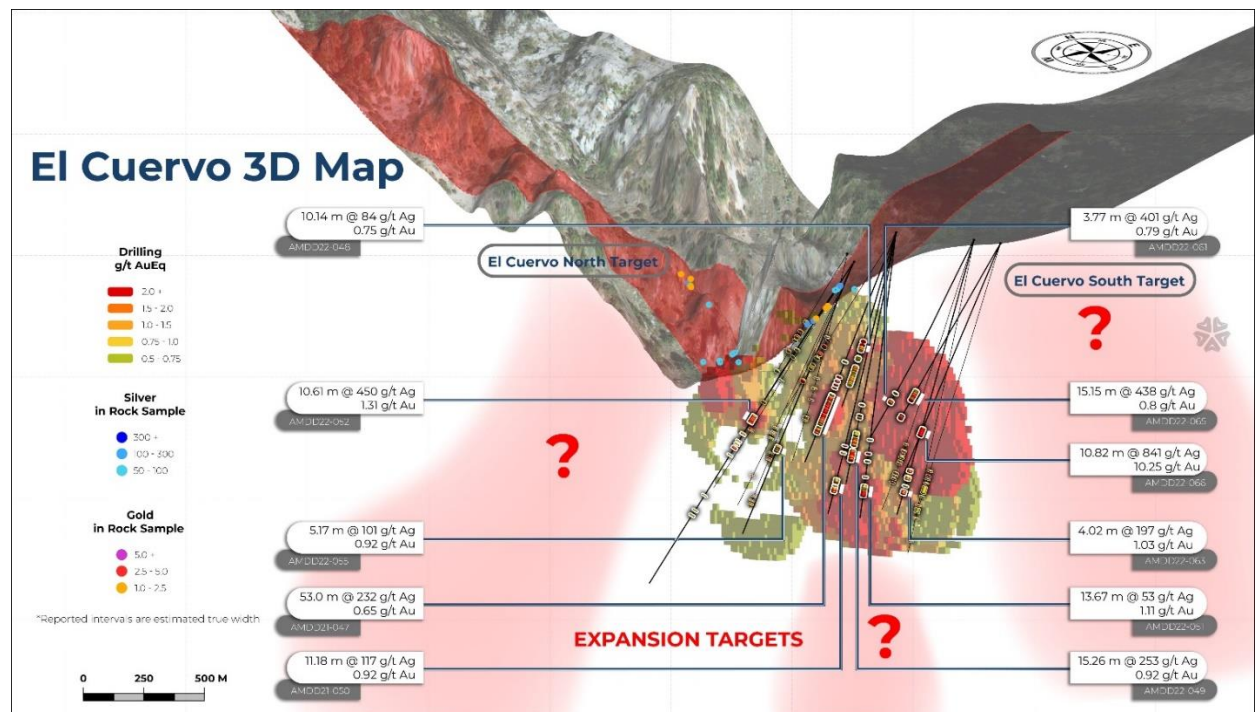 El Cuervo 3D Map
10.14 m @ 84 g/t Ag
0.75 g/t Au
AMDD22-048
3.77 m @ 401 g/t Ag
0.79 g/t Au
AMDD22-061
Drilling
g/t AuEq
2.0 +
1.5 - 2.0
1.0 - 1.5
0.75 - 1.0
0.5 - 0.75
El Cuervo North Target
El Cuervo South Target
?
Silver
in Rock Sample
300 +
100 - 300
50 - 100
10.61 m @ 450 g/t Ag
1.31 g/t Au
AMDD22-052
15.15 m @ 438 g/t Ag
0.8 g/t Au
AMDD22-065
?
10.82 m @ 841 g/t Ag
10.25 g/t Au
AMDD22-066
Gold
in Rock Sample
5.0 +
2.5 - 5.0
1.0 - 2.5
5.17 m @ 101 g/t Ag
0.92 g/t Au
AMDD22-055
4.02 m @ 197 g/t Ag
1.03 g/t Au
AMDD22-063
*Reported intervals are estimated true width
53.0 m @ 232 g/t Ag
0.65 g/t Au
AMDD21-047
13.67 m @ 53 g/t Ag
1.11 g/t Au
AMDD22-051
EXPANSION TARGETS
?
11.18 m @ 117 g/t Ag
0.92 g/t Au
AMDD21-050
15.26 m @ 253 g/t Ag
0.92 g/t Au
AMDD22-049
0 250 500 M